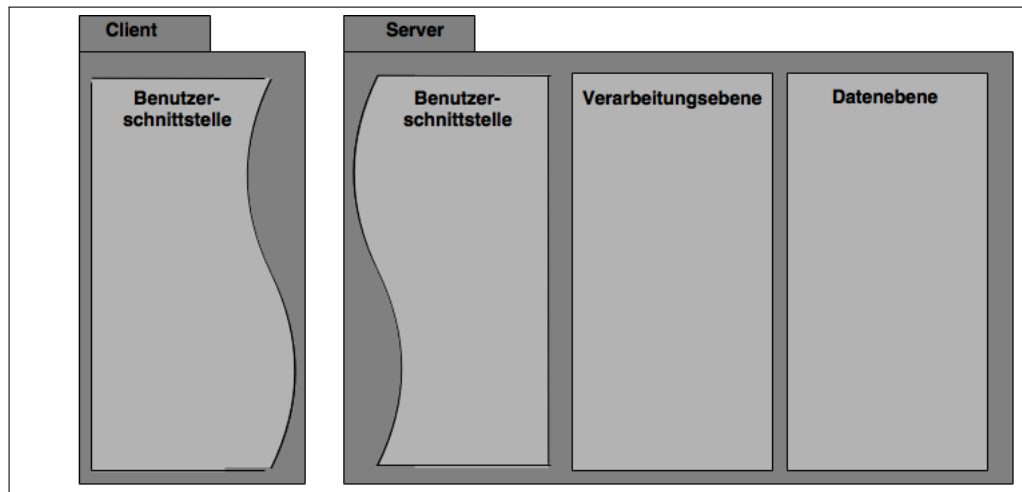 Client
Server
Benutzer-
schnittstelle
Benutzer-
schnittstelle
Verarbeitungsebene
Datenebene